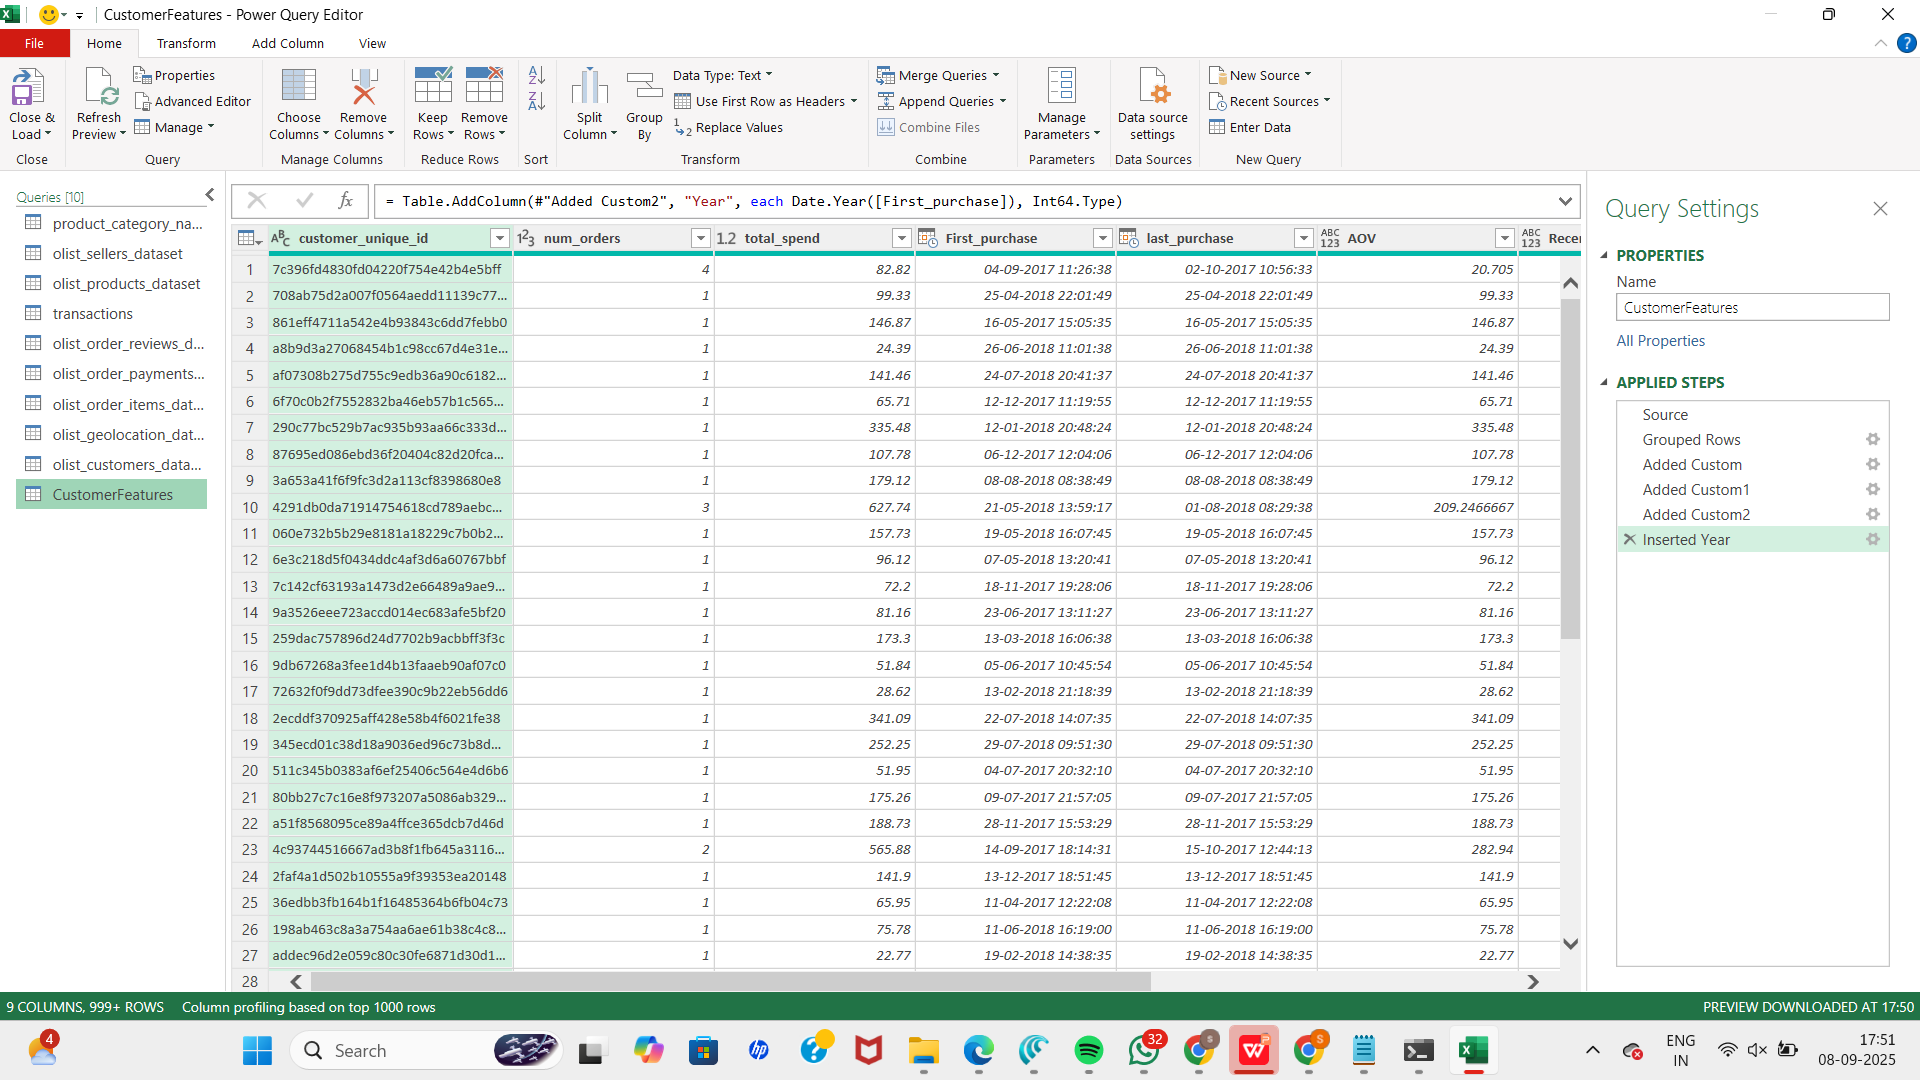 CustomerFeatures - Power Query Editor
File Home Transform Add Column View
Close & Load
Close
Refresh Preview
Properties
Advanced Editor
Manage
Query
Choose Columns
Remove Columns
Manage Columns
Keep Rows
Remove Rows
Reduce Rows
Sort
Split Column
Group By
Data Type: Text
Use First Row as Headers
Replace Values
Transform
Merge Queries
Append Queries
Combine Files
Combine
Manage Parameters
Parameters
Data source settings
Data Sources
New Source
Recent Sources
Enter Data
New Query
Queries [10]
product_category_na...
olist_sellers_dataset
olist_products_dataset
transactions
olist_order_reviews_d...
olist_order_payments...
olist_order_items_dat...
olist_geolocation_dat...
olist_customers_data...
CustomerFeatures
fx
= Table.AddColumn(#"Added Custom2", "Year", each Date.Year([First_purchase]), Int64.Type)
ABC customer_unique_id 123 num_orders 1.2 total_spend First_purchase last_purchase ABC 123 AOV ABC 123 Recen
1 7c396fd4830fd04220f754e42b4e5bff 4 82.82 04-09-2017 11:26:38 02-10-2017 10:56:33 20.705
2 708ab75d2a007f0564aedd11139c77... 1 99.33 25-04-2018 22:01:49 25-04-2018 22:01:49 99.33
3 861eff4711a542e4b93843c6dd7febb0 1 146.87 16-05-2017 15:05:35 16-05-2017 15:05:35 146.87
4 a8b9d3a27068454b1c98cc67d4e31e... 1 24.39 26-06-2018 11:01:38 26-06-2018 11:01:38 24.39
5 af07308b275d755c9edb36a90c6182... 1 141.46 24-07-2018 20:41:37 24-07-2018 20:41:37 141.46
6 6f70c0b2f7552832ba46eb57b1c565... 1 65.71 12-12-2017 11:19:55 12-12-2017 11:19:55 65.71
7 290c77bc529b7ac935b93aa66c333d... 1 335.48 12-01-2018 20:48:24 12-01-2018 20:48:24 335.48
8 87695ed086ebd36f20404c82d20fca... 1 107.78 06-12-2017 12:04:06 06-12-2017 12:04:06 107.78
9 3a653a41f6f9fc3d2a113cf8398680e8 1 179.12 08-08-2018 08:38:49 08-08-2018 08:38:49 179.12
10 4291db0da71914754618cd789aebc... 3 627.74 21-05-2018 13:59:17 01-08-2018 08:29:38 209.2466667
11 060e732b5b29e8181a18229c7b0b2... 1 157.73 19-05-2018 16:07:45 19-05-2018 16:07:45 157.73
12 6e3c218d5f0434ddc4af3d6a60767bbf 1 96.12 07-05-2018 13:20:41 07-05-2018 13:20:41 96.12
13 7c142cf63193a1473d2e66489a9ae9... 1 72.2 18-11-2017 19:28:06 18-11-2017 19:28:06 72.2
14 9a3526eee723accd014ec683afe5bf20 1 81.16 23-06-2017 13:11:27 23-06-2017 13:11:27 81.16
15 259dac757896d24d7702b9acbbff3f3c 1 173.3 13-03-2018 16:06:38 13-03-2018 16:06:38 173.3
16 9db67268a3fee1d4b13faaeb90af07c0 1 51.84 05-06-2017 10:45:54 05-06-2017 10:45:54 51.84
17 72632f0f9dd73dfee390c9b22eb56dd6 1 28.62 13-02-2018 21:18:39 13-02-2018 21:18:39 28.62
18 2ecddf370925aff428e58b4f6021fe38 1 341.09 22-07-2018 14:07:35 22-07-2018 14:07:35 341.09
19 345ecd01c38d18a9036ed96c73b8d... 1 252.25 29-07-2018 09:51:30 29-07-2018 09:51:30 252.25
20 511c345b0383af6ef25406c564e4d6b6 1 51.95 04-07-2017 20:32:10 04-07-2017 20:32:10 51.95
21 80bb27c7c16e8f973207a5086ab329... 1 175.26 09-07-2017 21:57:05 09-07-2017 21:57:05 175.26
22 a51f8568095ce89a4ffce365dcb7d46d 1 188.73 28-11-2017 15:53:29 28-11-2017 15:53:29 188.73
23 4c93744516667ad3b8f1fb645a3116... 2 565.88 14-09-2017 18:14:31 15-10-2017 12:44:13 282.94
24 2faf4a1d502b10555a9f39353ea20148 1 141.9 13-12-2017 18:51:45 13-12-2017 18:51:45 141.9
25 36edbb3fb164b1f16485364b6fb04c73 1 65.95 11-04-2017 12:22:08 11-04-2017 12:22:08 65.95
26 198ab463c8a3a754aa6ae61b38c4c8... 1 75.78 11-06-2018 16:19:00 11-06-2018 16:19:00 75.78
27 addec96d2e059c80c30fe6871d30d1... 1 22.77 19-02-2018 14:38:35 19-02-2018 14:38:35 22.77
28
Query Settings
PROPERTIES
Name
CustomerFeatures
All Properties
APPLIED STEPS
Source
Grouped Rows
Added Custom
Added Custom1
Added Custom2
Inserted Year
9 COLUMNS, 999+ ROWS Column profiling based on top 1000 rows PREVIEW DOWNLOADED AT 17:50
4
Search
hp
32
ENG
IN
17:51
08-09-2025